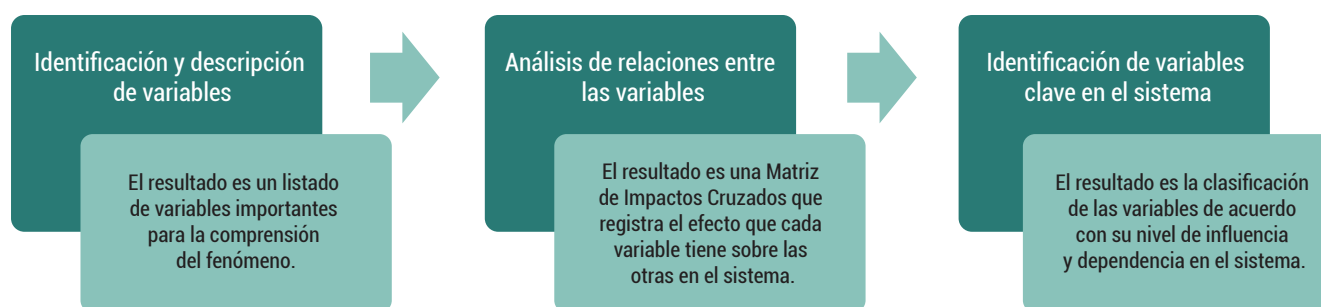 Identificación y descripción
de variables
El resultado es un listado
de variables importantes
para la comprensión
del fenómeno.
Análisis de relaciones entre
las variables
El resultado es una Matriz
de Impactos Cruzados que
registra el efecto que cada
variable tiene sobre las
otras en el sistema.
Identificación de variables
clave en el sistema
El resultado es la clasificación
de las variables de acuerdo
con su nivel de influencia
y dependencia en el sistema.